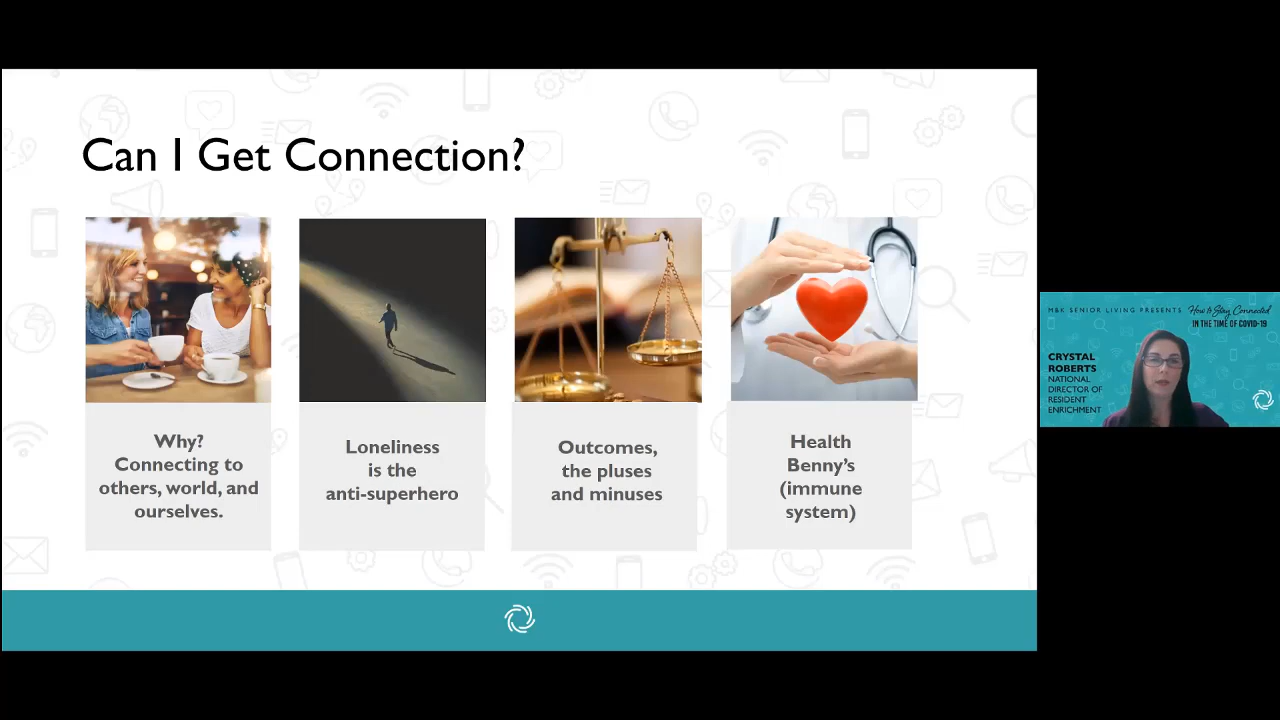 Can I Get Connection?
Why?
Connecting to
others, world, and
ourselves.
Loneliness
is the
anti-superhero
Outcomes,
the pluses
and minuses
Health
Benny's
(immune
system)
MBK SENIOR LIVING PRESENTS How to Stay Connected
IN THE TIME OF COVID-19
CRYSTAL
ROBERTS
NATIONAL
DIRECTOR OF
RESIDENT
ENRICHMENT